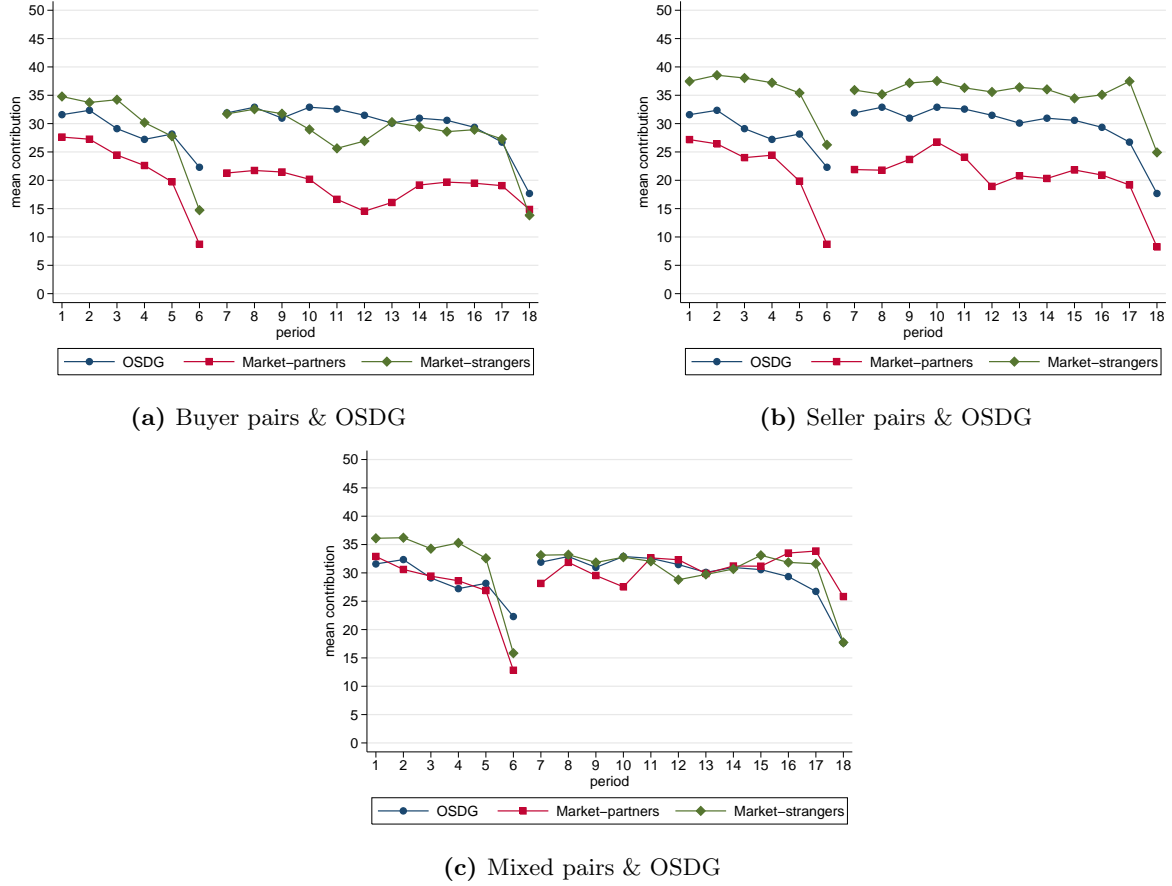 50
45
40
35
30
25
20
15
10
5
0
mean contribution
1 2 3 4 5 6 7 8 9 10 11 12 13 14 15 16 17 18
period
OSDG Market−partners Market−strangers
(a) Buyer pairs & OSDG
50
45
40
35
30
25
20
15
10
5
0
mean contribution
1 2 3 4 5 6 7 8 9 10 11 12 13 14 15 16 17 18
period
OSDG Market−partners Market−strangers
(b) Seller pairs & OSDG
50
45
40
35
30
25
20
15
10
5
0
mean contribution
1 2 3 4 5 6 7 8 9 10 11 12 13 14 15 16 17 18
period
OSDG Market−partners Market−strangers
(c) Mixed pairs & OSDG